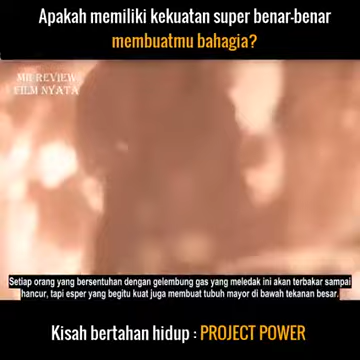 Apakah memiliki kekuatan super benar-benar
membuatmu bahagia?
MR REVIEW
FILM NYATA
Setiap orang yang bersentuhan dengan gelembung gas yang meledak ini akan terbakar sampai
hancur, tapi esper yang begitu kuat juga membuat tubuh mayor di bawah tekanan besar.
Kisah bertahan hidup : PROJECT POWER